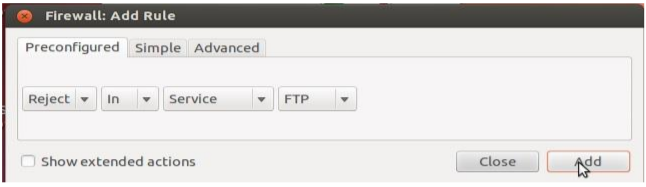 Firewall: Add Rule
Preconfigured Simple Advanced
Reject In Service FTP
Show extended actions Close Add